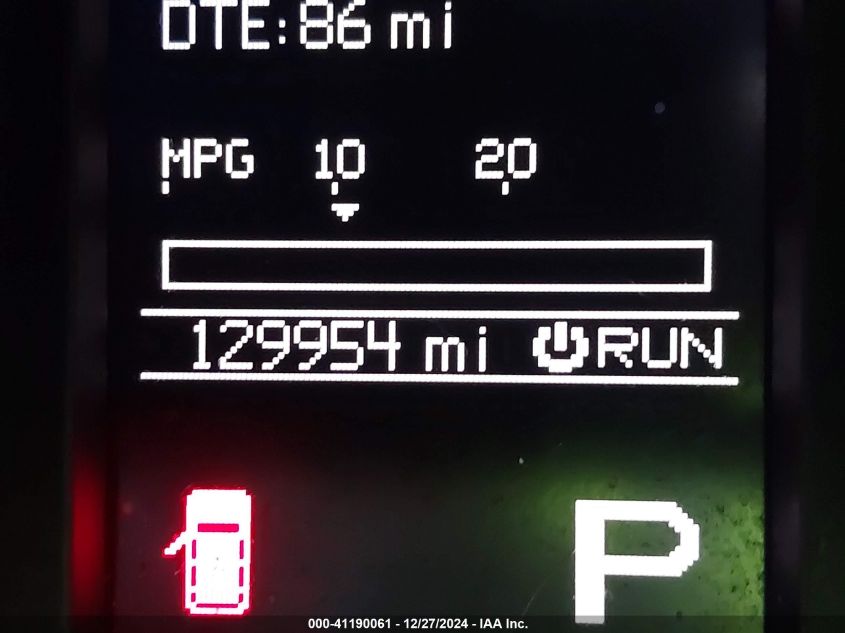 DTE: 86 mi
MPG 10 20
129954 mi RUN
P
000-41190061 - 12/27/2024 - IAA Inc.